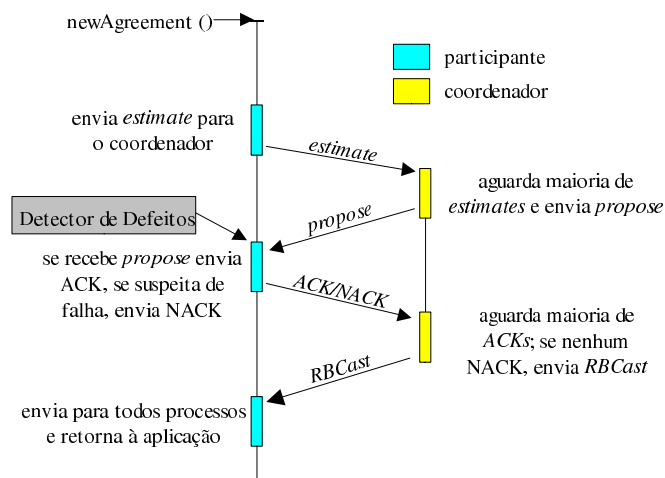 newAgreement ()
participante
coordenador
envia estimate para
o coordenador
estimate
aguarda maioria de
estimates e envia propose
propose
Detector de Defeitos
se recebe propose envia
ACK, se suspeita de
falha, envia NACK
ACK/NACK
aguarda maioria de
ACKs; se nenhum
NACK, envia RBCast
RBCast
envia para todos processos
e retorna à aplicação